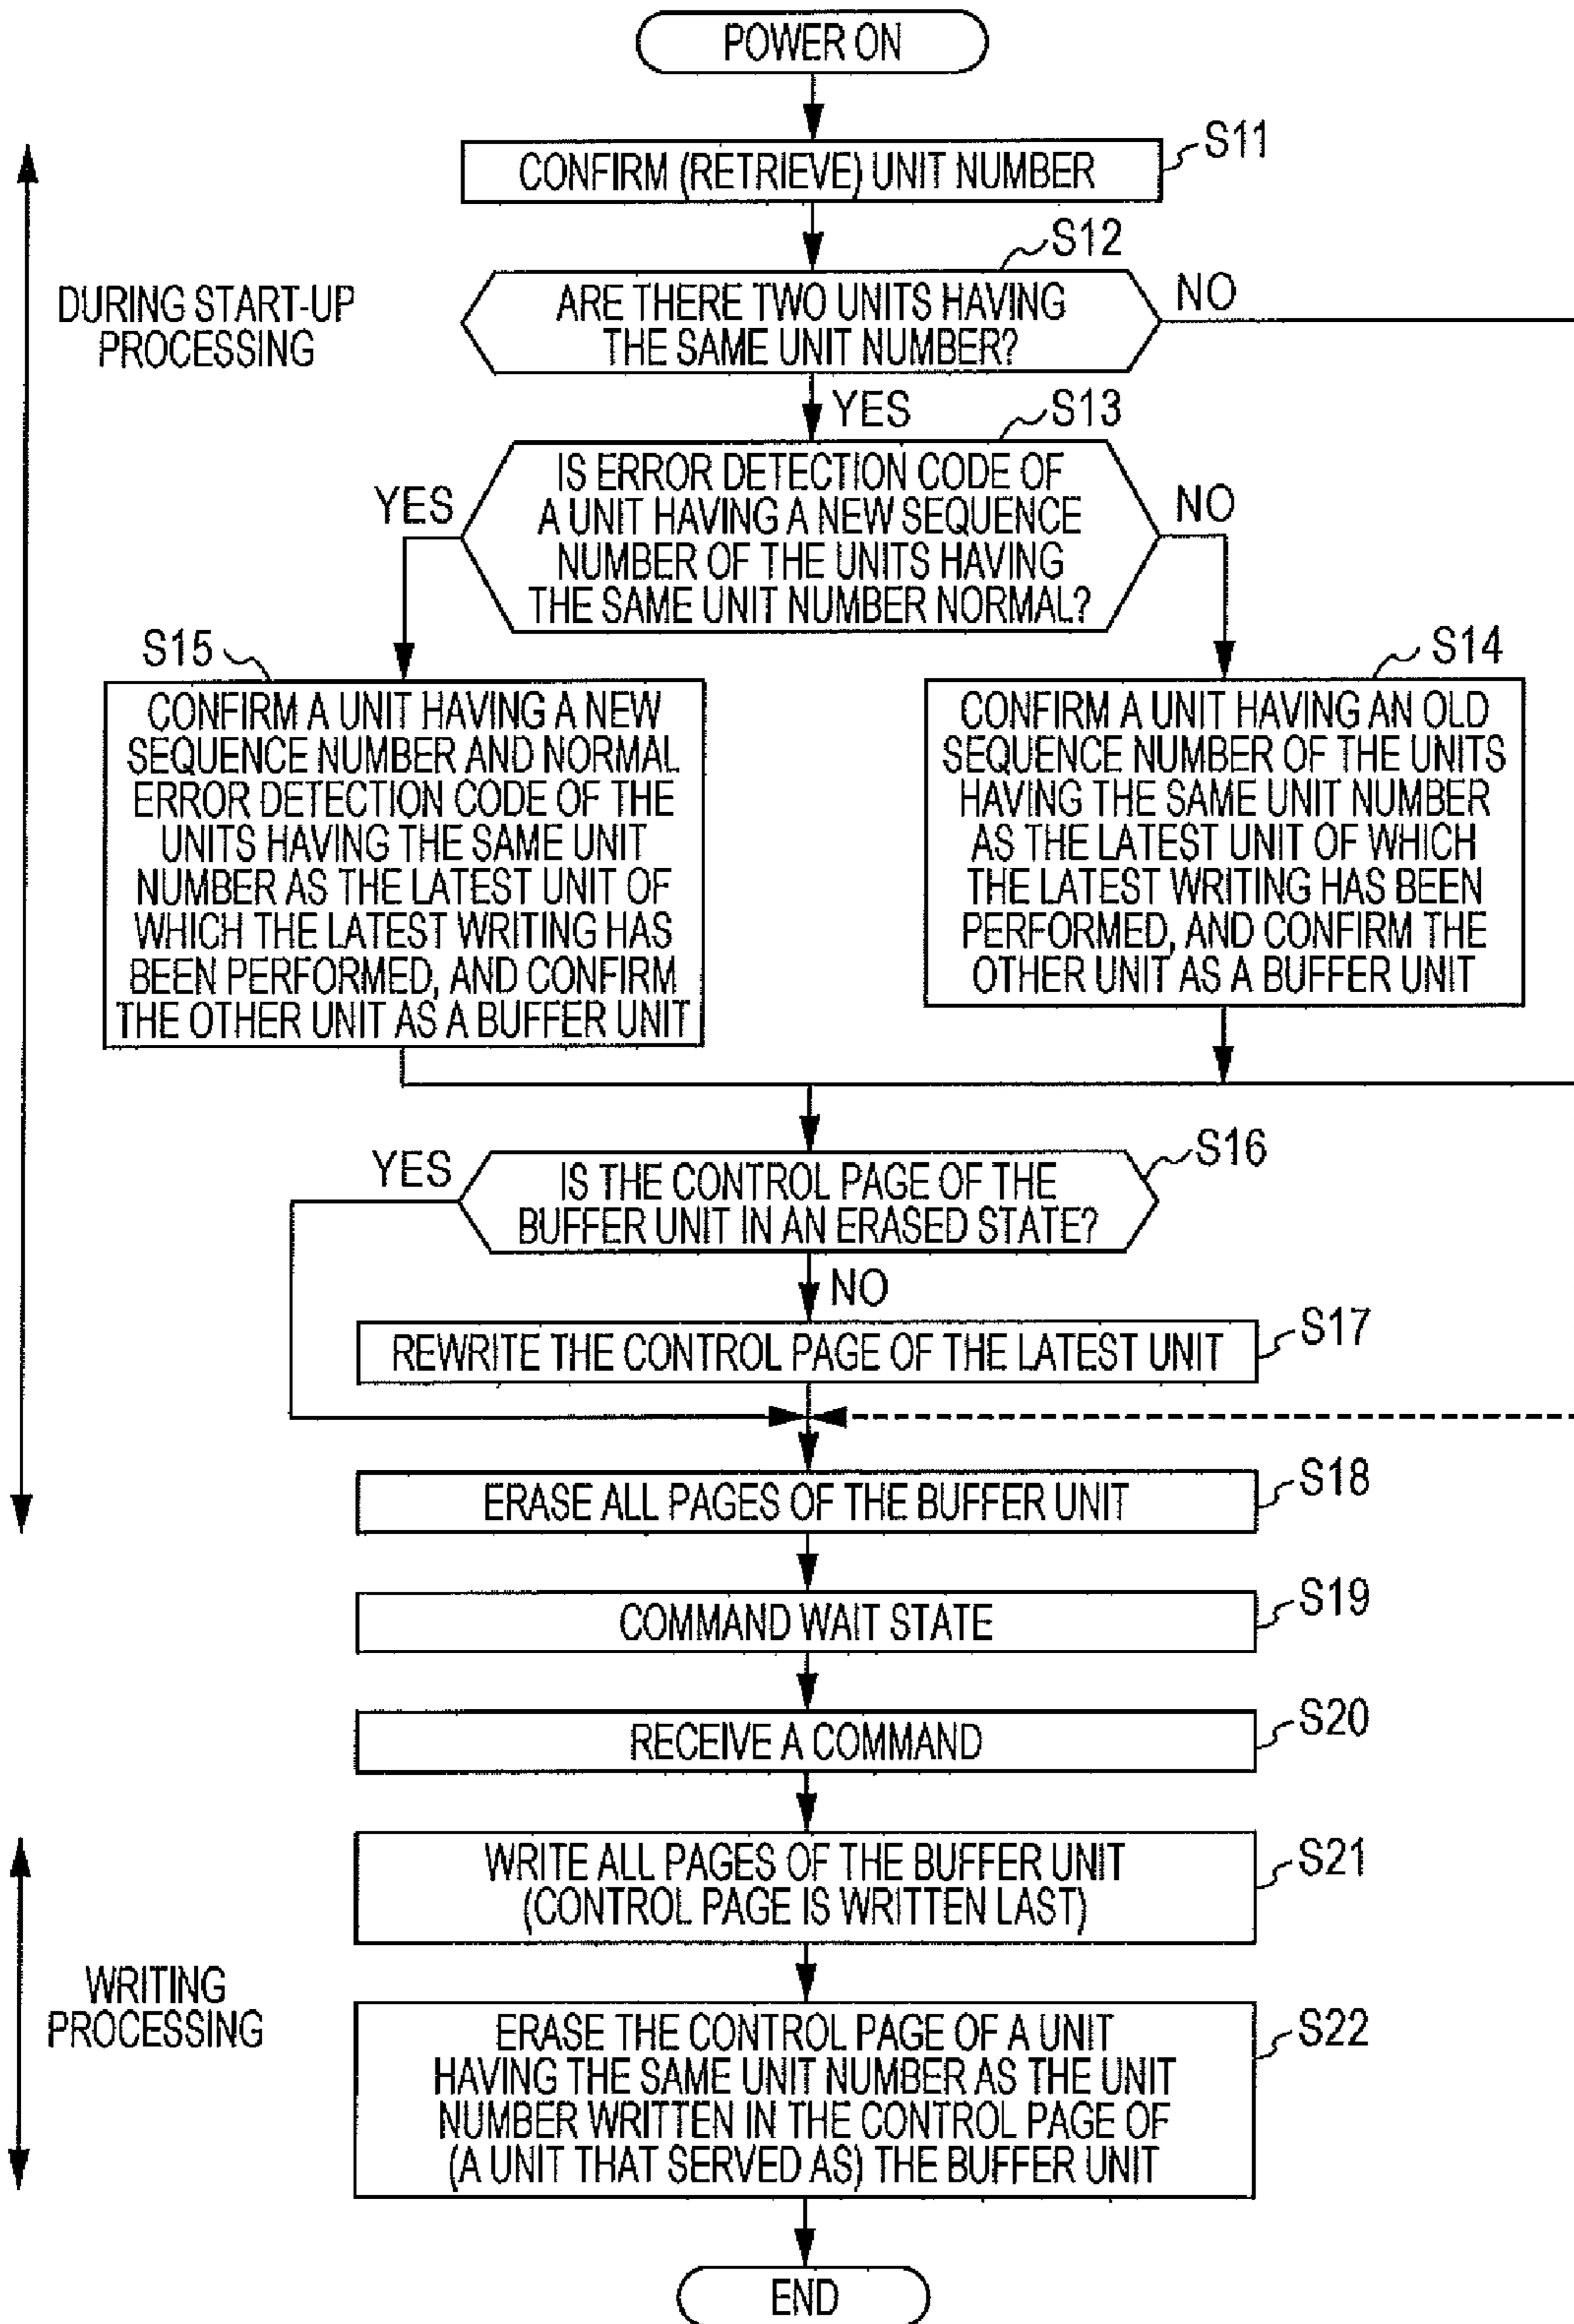 POWER ON
S11
CONFIRM (RETRIEVE) UNIT NUMBER
S12
DURING START-UP
PROCESSING
ARE THERE TWO UNITS HAVING
THE SAME UNIT NUMBER?
NO
YES
S13
IS ERROR DETECTION CODE OF
A UNIT HAVING A NEW SEQUENCE
NUMBER OF THE UNITS HAVING
THE SAME UNIT NUMBER NORMAL?
YES
NO
S15
CONFIRM A UNIT HAVING A NEW
SEQUENCE NUMBER AND NORMAL
ERROR DETECTION CODE OF THE
UNITS HAVING THE SAME UNIT
NUMBER AS THE LATEST UNIT OF
WHICH THE LATEST WRITING HAS
BEEN PERFORMED, AND CONFIRM
THE OTHER UNIT AS A BUFFER UNIT
S14
CONFIRM A UNIT HAVING AN OLD
SEQUENCE NUMBER OF THE UNITS
HAVING THE SAME UNIT NUMBER
AS THE LATEST UNIT OF WHICH
THE LATEST WRITING HAS BEEN
PERFORMED, AND CONFIRM THE
OTHER UNIT AS A BUFFER UNIT
YES
S16
IS THE CONTROL PAGE OF THE
BUFFER UNIT IN AN ERASED STATE?
NO
S17
REWRITE THE CONTROL PAGE OF THE LATEST UNIT
S18
ERASE ALL PAGES OF THE BUFFER UNIT
S19
COMMAND WAIT STATE
S20
RECEIVE A COMMAND
S21
WRITE ALL PAGES OF THE BUFFER UNIT
(CONTROL PAGE IS WRITTEN LAST)
WRITING
PROCESSING
S22
ERASE THE CONTROL PAGE OF A UNIT
HAVING THE SAME UNIT NUMBER AS THE UNIT
NUMBER WRITTEN IN THE CONTROL PAGE OF
(A UNIT THAT SERVED AS) THE BUFFER UNIT
END